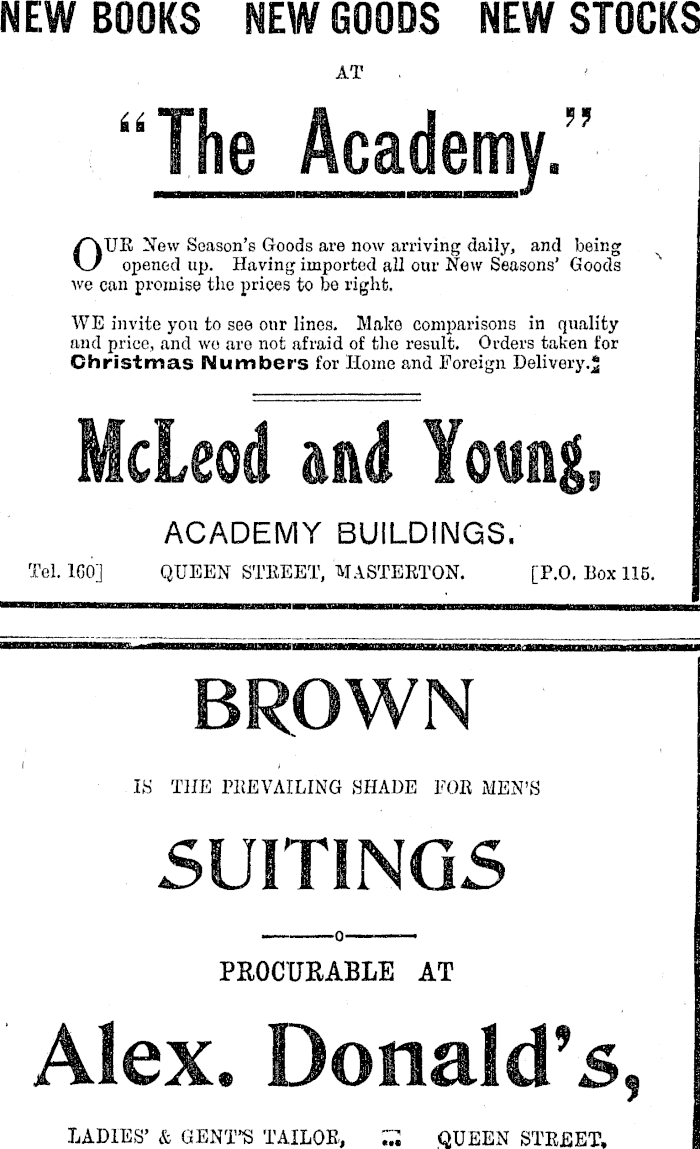 NEW BOOKS NEW GOODS NEW STOCKS
AT
"The Academy."
OUR New Season's Goods are now arriving daily, and being
opened up. Having imported all our New Seasons' Goods
we can promise the prices to be right.
WE invite you to see our lines. Make comparisons in quality
and price, and we are not afraid of the result. Orders taken for
Christmas Numbers for Home and Foreign Delivery.
McLeod and Young,
ACADEMY BUILDINGS.
Tel. 160] QUEEN STREET, MASTERTON. [P.O. Box 115.
BROWN
IS THE PREVAILING SHADE FOR MEN'S
SUITINGS
PROCURABLE AT
Alex. Donald's,
LADIES' & GENT'S TAILOR, ... QUEEN STREET.